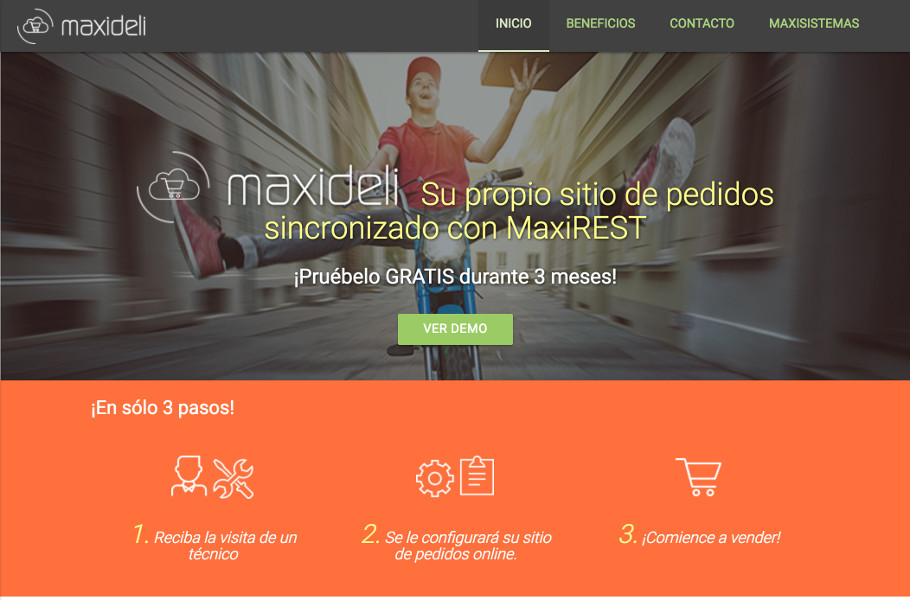 maxideli
INICIO
BENEFICIOS
CONTACTO
MAXISISTEMAS
maxideli Su propio sitio de pedidos
sincronizado con MaxiREST
¡Pruébelo GRATIS durante 3 meses!
VER DEMO
¡En sólo 3 pasos!
1. Reciba la visita de un
técnico
2. Se le configurará su sitio
de pedidos online.
3. ¡Comience a vender!